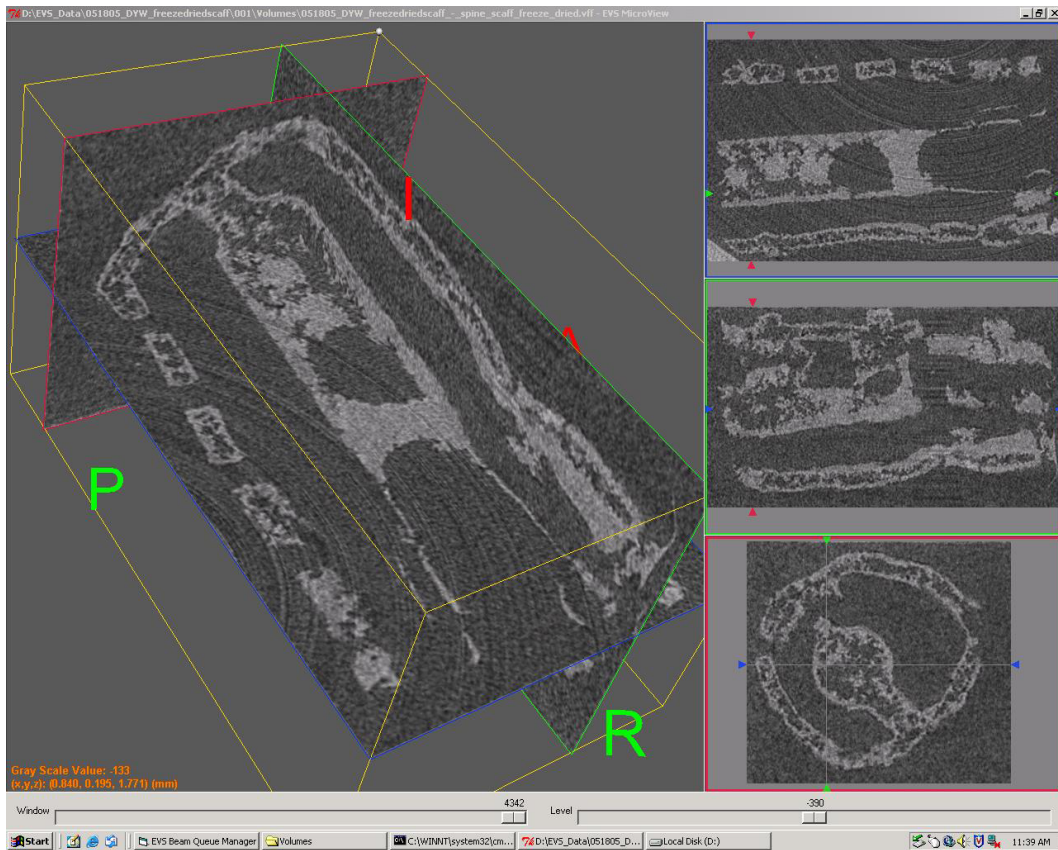 D:\EVS_Data\051805_DYW_freezedriedscaff\001\Volumes\051805_DYW_freezedriedscaff_-_spine_scaff_freeze_dried.vff - EVS MicroView
I
A
P
R
Gray Scale Value: -133
(x,y,z): (0.840, 0.195, 1.771) (mm)
Window 4342 Level -390
Start EVS Beam Queue Manager Volumes C:\WINNT\system32\cm... D:\EVS_Data\051805_D... Local Disk (D:) 11:39 AM